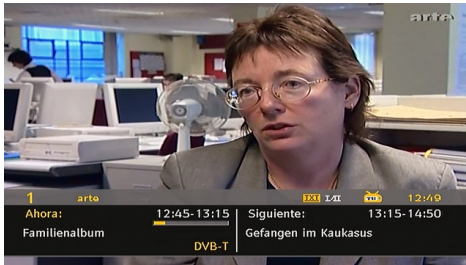 arte
1 arte I/II TXT 12:49
Ahora: 12:45-13:15
Familienalbum
DVB-T
Siguiente: 13:15-14:50
Gefangen im Kaukasus